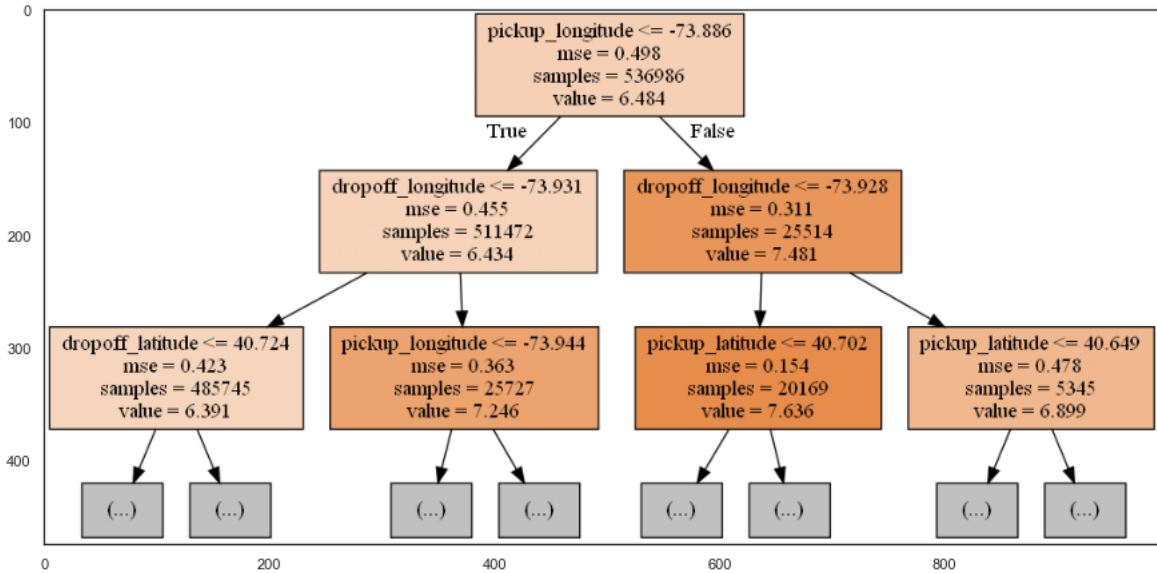 0
pickup_longitude <= -73.886
mse = 0.498
samples = 536986
value = 6.484
100
True
False
dropoff_longitude <= -73.931
mse = 0.455
samples = 511472
value = 6.434
dropoff_longitude <= -73.928
mse = 0.311
samples = 25514
value = 7.481
200
dropoff_latitude <= 40.724
mse = 0.423
samples = 485745
value = 6.391
pickup_longitude <= -73.944
mse = 0.363
samples = 25727
value = 7.246
pickup_latitude <= 40.702
mse = 0.154
samples = 20169
value = 7.636
pickup_latitude <= 40.649
mse = 0.478
samples = 5345
value = 6.899
300
400
(...)
(...)
(...)
(...)
(...)
(...)
(...)
(...)
0
200
400
600
800